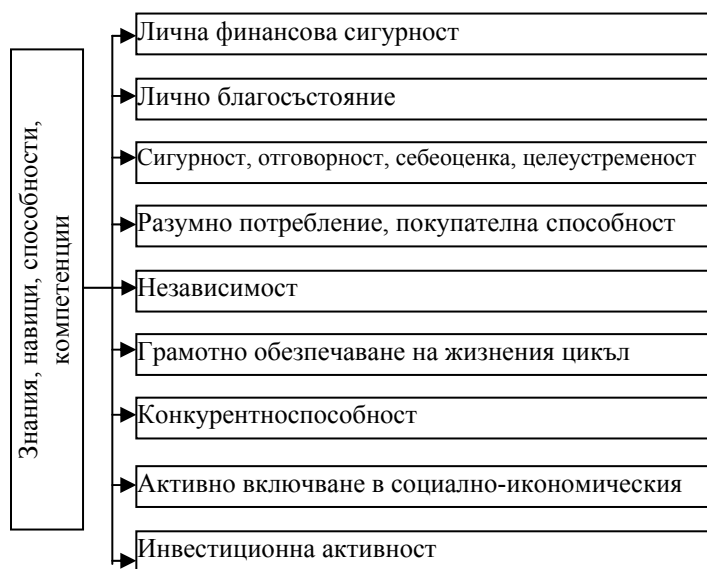 Знания, навици, способности,
компетенции
Лична финансова сигурност
Лично благосъстояние
Сигурност, отговорност, себеоценка, целеустременост
Разумно потребление, покупателна способност
Независимост
Грамотно обезпечаване на жизнения цикъл
Конкурентноспособност
Активно включване в социално-икономическия
Инвестиционна активност